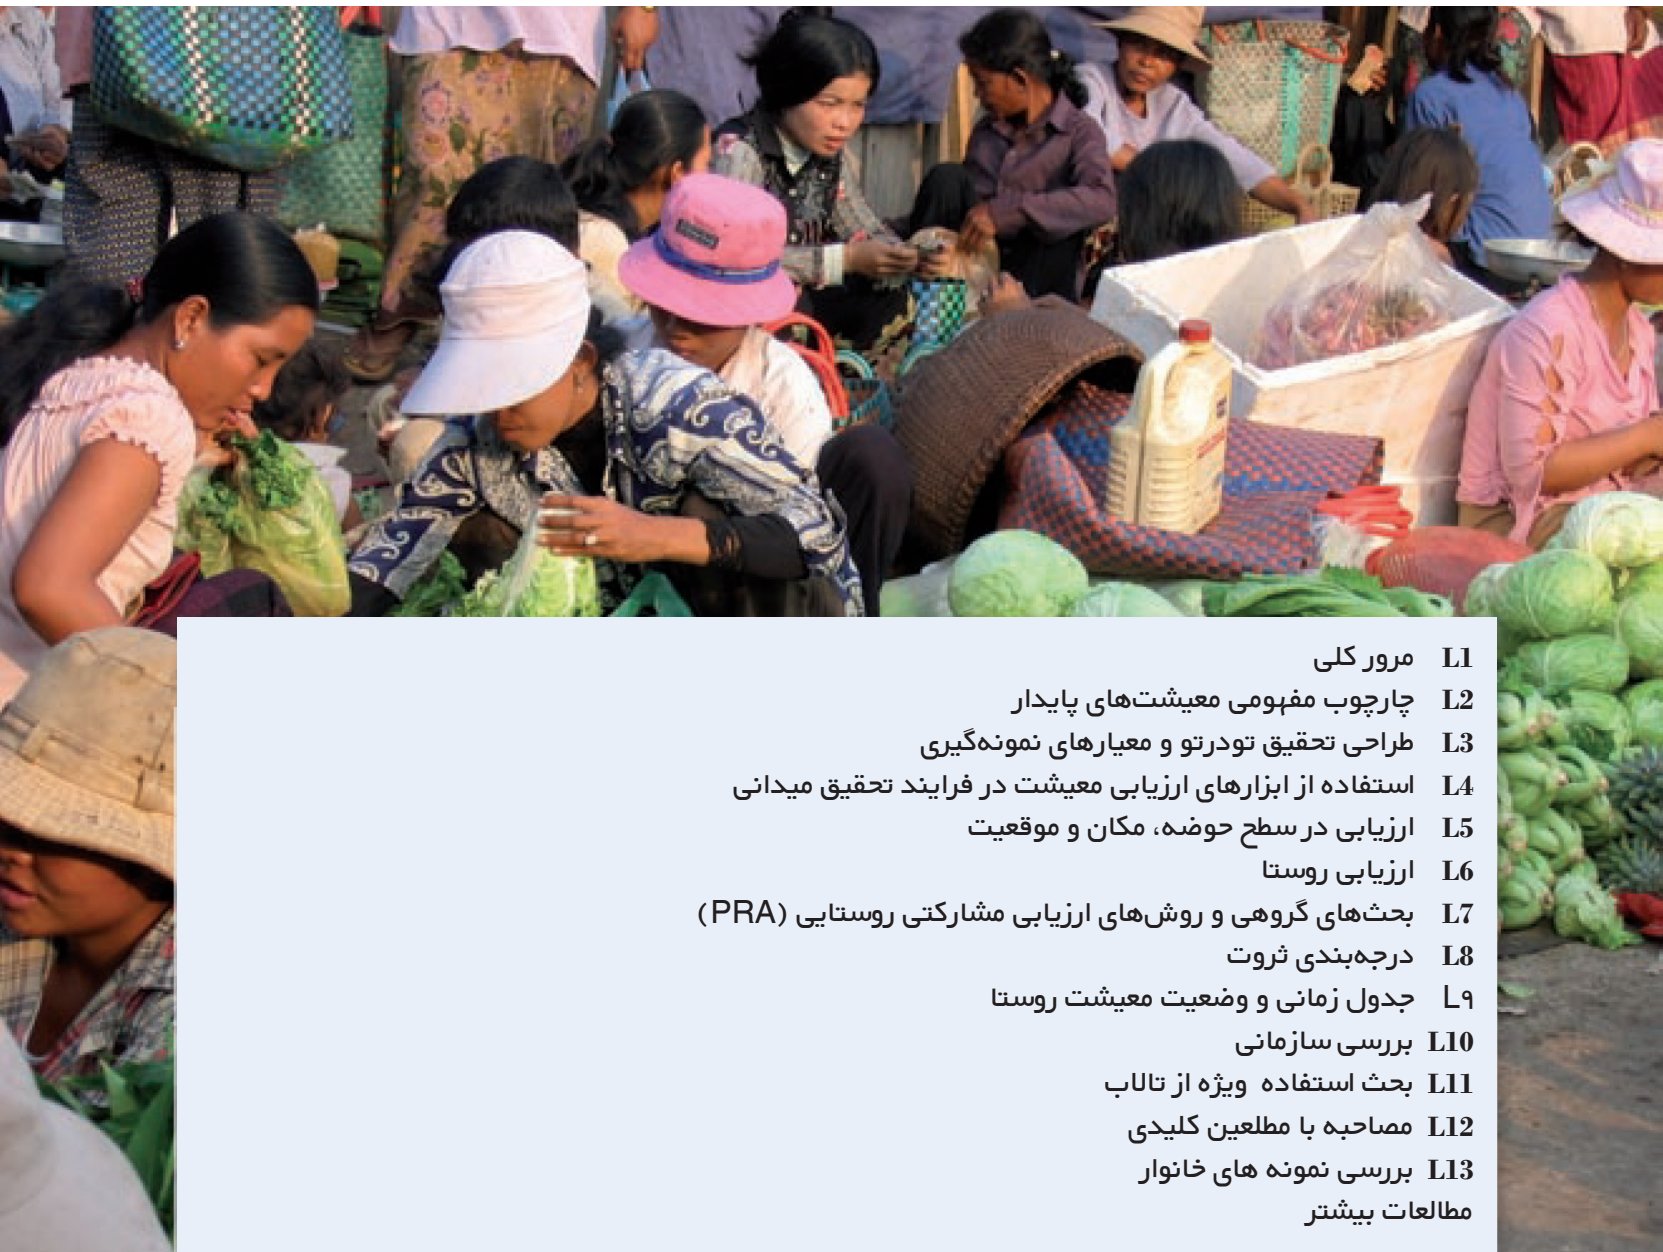 L1 مرور کلی
L2 چارچوب مفهومی معیشت‌های پایدار
L3 طراحی تحقیق تودرتو و معیارهای نمونه‌گیری
L4 استفاده از ابزارهای ارزیابی معیشت در فرایند تحقیق میدانی
L5 ارزیابی در سطح حوضه، مکان و موقعیت
L6 ارزیابی روستا
L7 بحث‌های گروهی و روش‌های ارزیابی مشارکتی روستایی (PRA)
L8 درجه‌بندی ثروت
L۹ جدول زمانی و وضعیت معیشت روستا
L10 بررسی سازمانی
L11 بحث استفاده ویژه از تالاب
L12 مصاحبه با مطلعین کلیدی
L13 بررسی نمونه های خانوار
مطالعات بیشتر